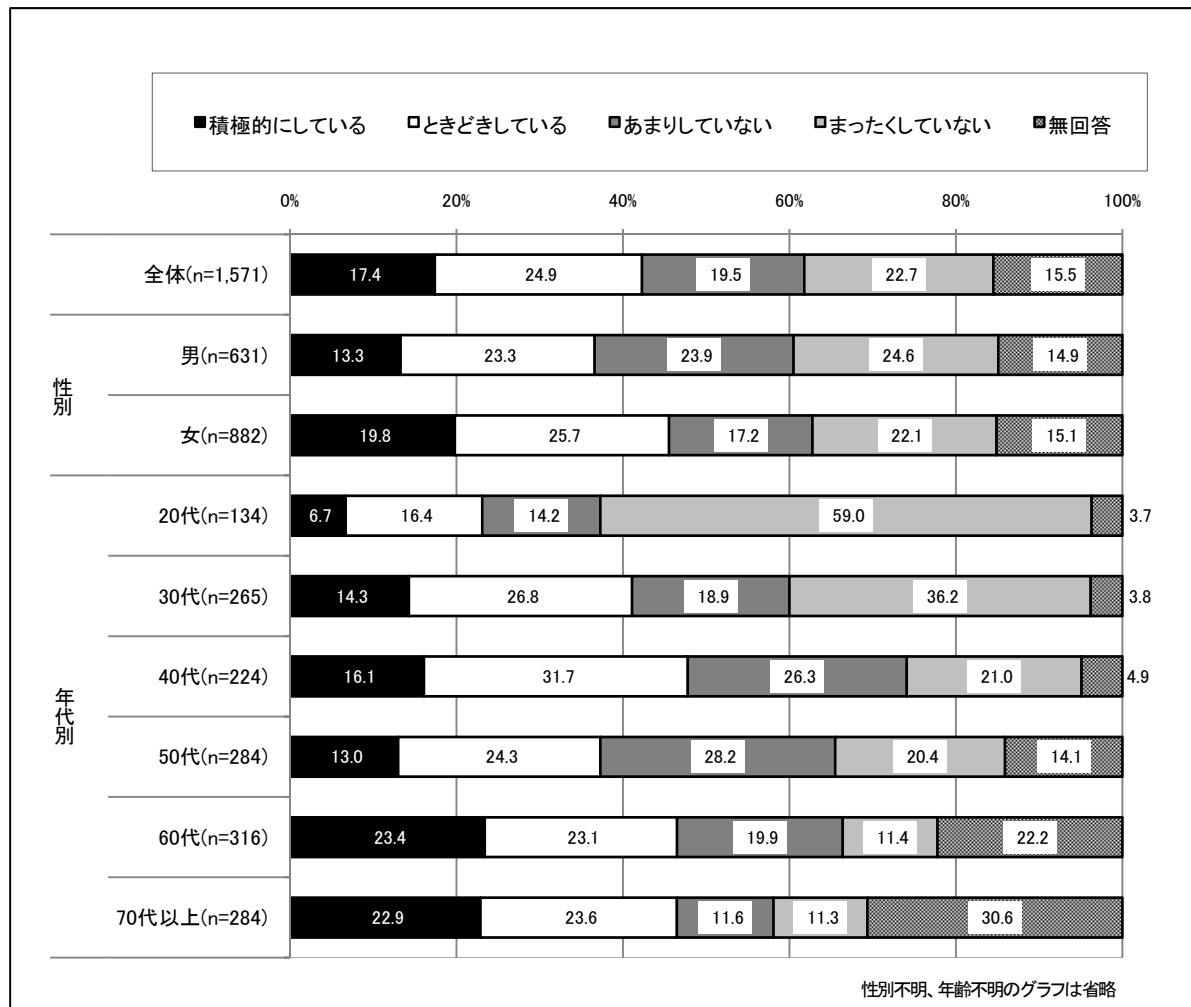 ■積極的にしている □ときどきしている ■あまりしていない ■まったくしていない ■無回答
0% 20% 40% 60% 80% 100%
全体(n=1,571) 17.4 24.9 19.5 22.7 15.5
性別
男(n=631) 13.3 23.3 23.9 24.6 14.9
女(n=882) 19.8 25.7 17.2 22.1 15.1
年代別
20代(n=134) 6.7 16.4 14.2 59.0 3.7
30代(n=265) 14.3 26.8 18.9 36.2 3.8
40代(n=224) 16.1 31.7 26.3 21.0 4.9
50代(n=284) 13.0 24.3 28.2 20.4 14.1
60代(n=316) 23.4 23.1 19.9 11.4 22.2
70代以上(n=284) 22.9 23.6 11.6 11.3 30.6
性別不明、年齢不明のグラフは省略